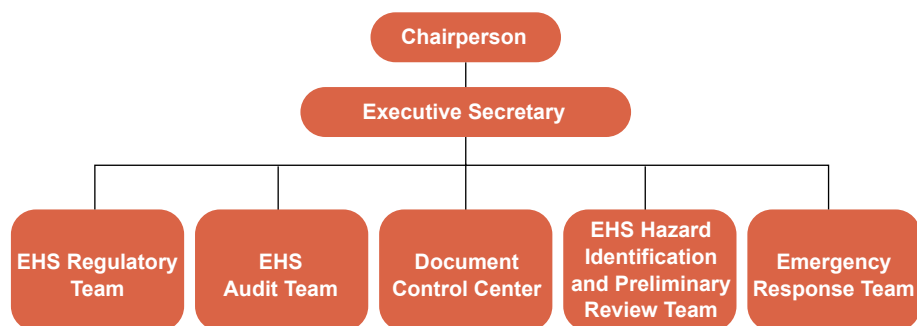 Chairperson
Executive Secretary
EHS Regulatory
Team
EHS
Audit Team
Document
Control Center
EHS Hazard
Identification
and Preliminary
Review Team
Emergency
Response Team